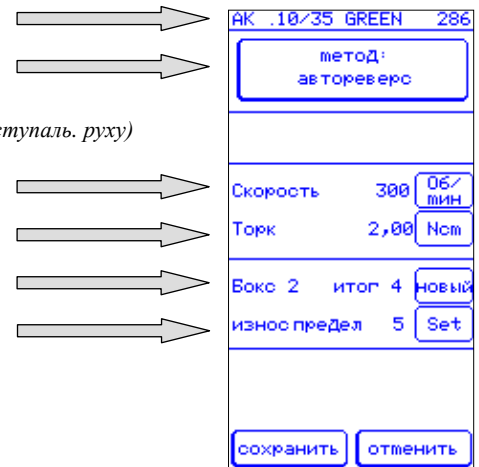 AK .10/35 GREEN 286
метод:
автореверс
ступаль. руху)
Скорость 300 Об/
мин
Торк 2,00 Ncm
Бокс 2 итог 4 новый
износ предел 5 Set
сохранить отменить